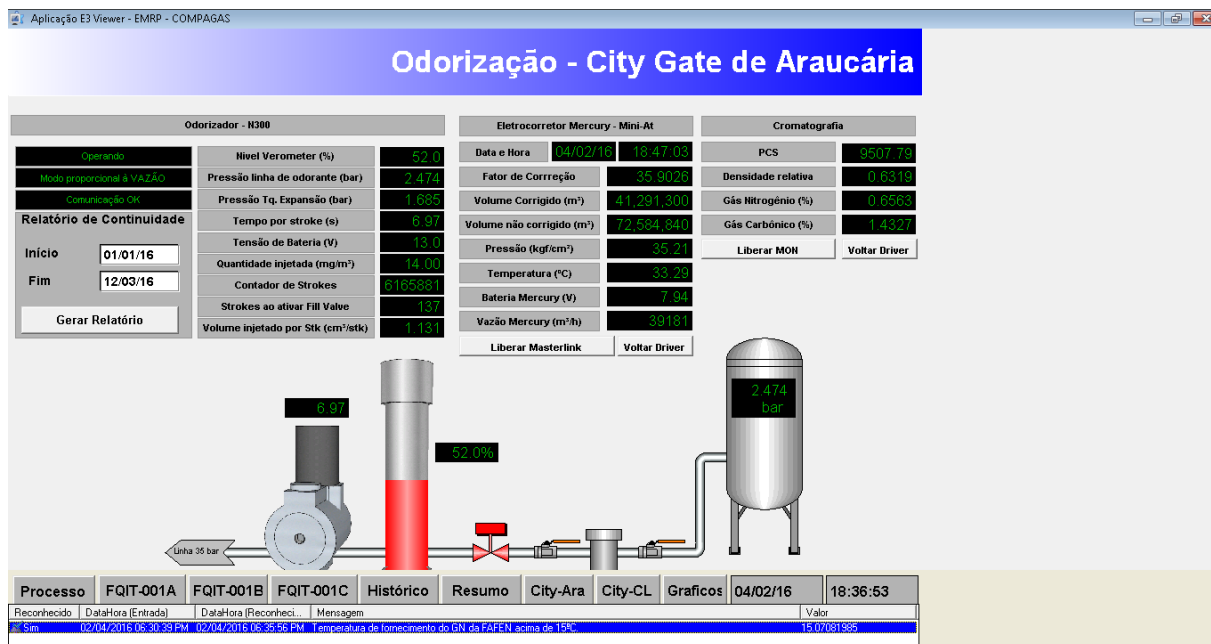 Aplicação E3 Viewer - EMRP - COMPAGAS
Odorização - City Gate de Araucária
Odorizador - N300
Operando
Modo proporcional á VAZÃO
Comunicação OK
Relatório de Continuidade
Início 01/01/16
Fim 12/03/16
Gerar Relatório
Nivel Verometer (%) 52.0
Pressão linha de odorante (bar) 2.474
Pressão Tq. Expansão (bar) 1.685
Tempo por stroke (s) 6.97
Tensão de Bateria (V) 13.0
Quantidade injetada (mg/m³) 14.00
Contador de Strokes 6165881
Strokes ao ativar Fill Valve 137
Volume injetado por Stk (cm³/stk) 1.131
Eletrocorretor Mercury - Mini-At
Data e Hora 04/02/16 18:47:03
Fator de Corrreção 35.9026
Volume Corrigido (m³) 41,291,300
Volume não corrigido (m³) 72,584,840
Pressão (kgf/cm²) 35.21
Temperatura (ºC) 33.29
Bateria Mercury (V) 7.94
Vazão Mercury (m³/h) 39181
Liberar Masterlink Voltar Driver
Cromatografia
PCS 9507.79
Densidade relativa 0.6319
Gás Nitrogénio (%) 0.6563
Gás Carbónico (%) 1.4327
Liberar MON Voltar Driver
6.97
52.0%
2.474
bar
Linha 35 bar
Processo FQIT-001A FQIT-001B FQIT-001C Histórico Resumo City-Ara City-CL Graficos 04/02/16 18:36:53
Reconhecido DataHora (Entrada) DataHora (Reconheci... Mensagem Valor
Sim 02/04/2016 06:30:39 PM 02/04/2016 06:35:56 PM Temperatura de fornecimento do GN da FAFEN acima de 15ºC. 15.07081985